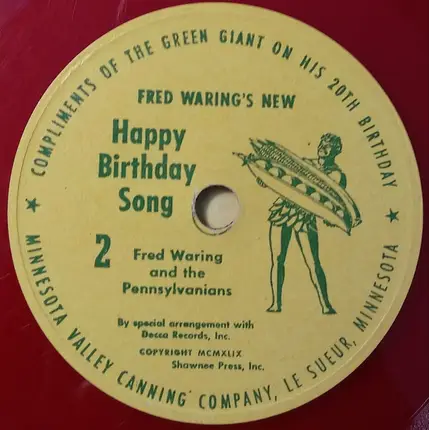 COMPLIMENTS OF THE GREEN GIANT ON HIS 20TH BIRTHDAY
FRED WARING'S NEW
Happy
Birthday
Song
2
Fred Waring
and the
Pennsylvanians
By special arrangement with
Decca Records, Inc.
COPYRIGHT MCMXLIX
Shawnee Press, Inc.
★ MINNESOTA VALLEY CANNING COMPANY, LE SUEUR, MINNESOTA ★